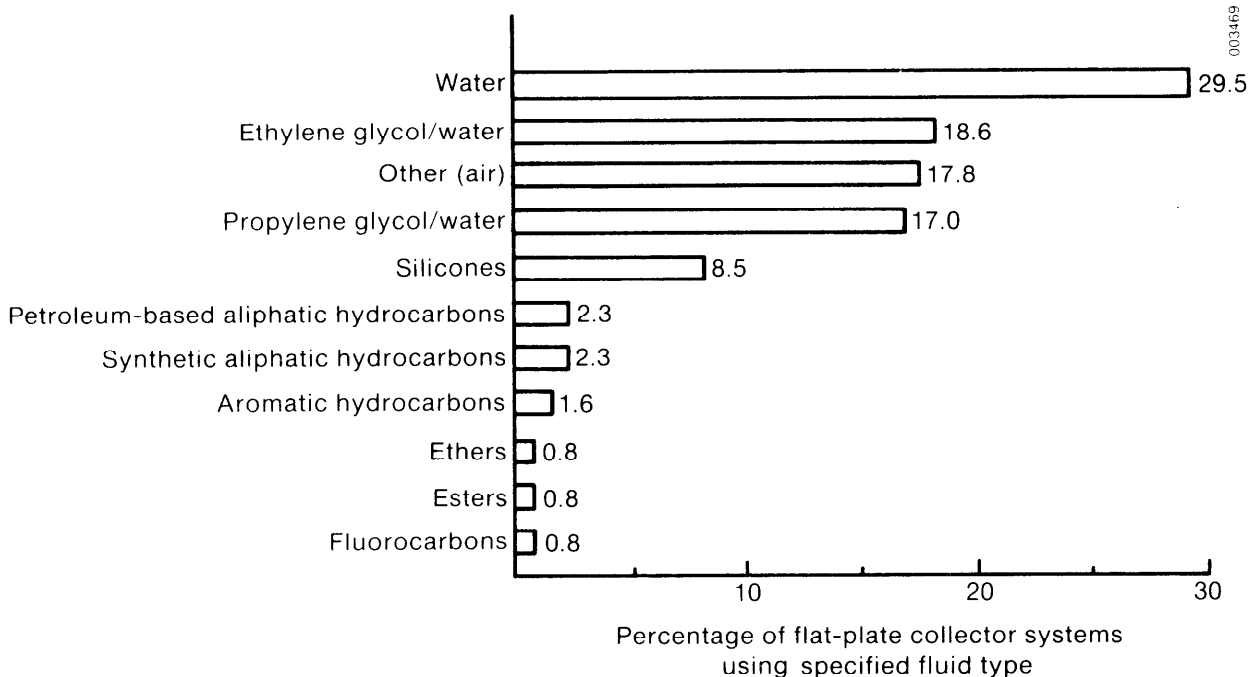 003469
Water 29.5
Ethylene glycol/water 18.6
Other (air) 17.8
Propylene glycol/water 17.0
Silicones 8.5
Petroleum-based aliphatic hydrocarbons 2.3
Synthetic aliphatic hydrocarbons 2.3
Aromatic hydrocarbons 1.6
Ethers 0.8
Esters 0.8
Fluorocarbons 0.8
10 20 30
Percentage of flat-plate collector systems
using specified fluid type